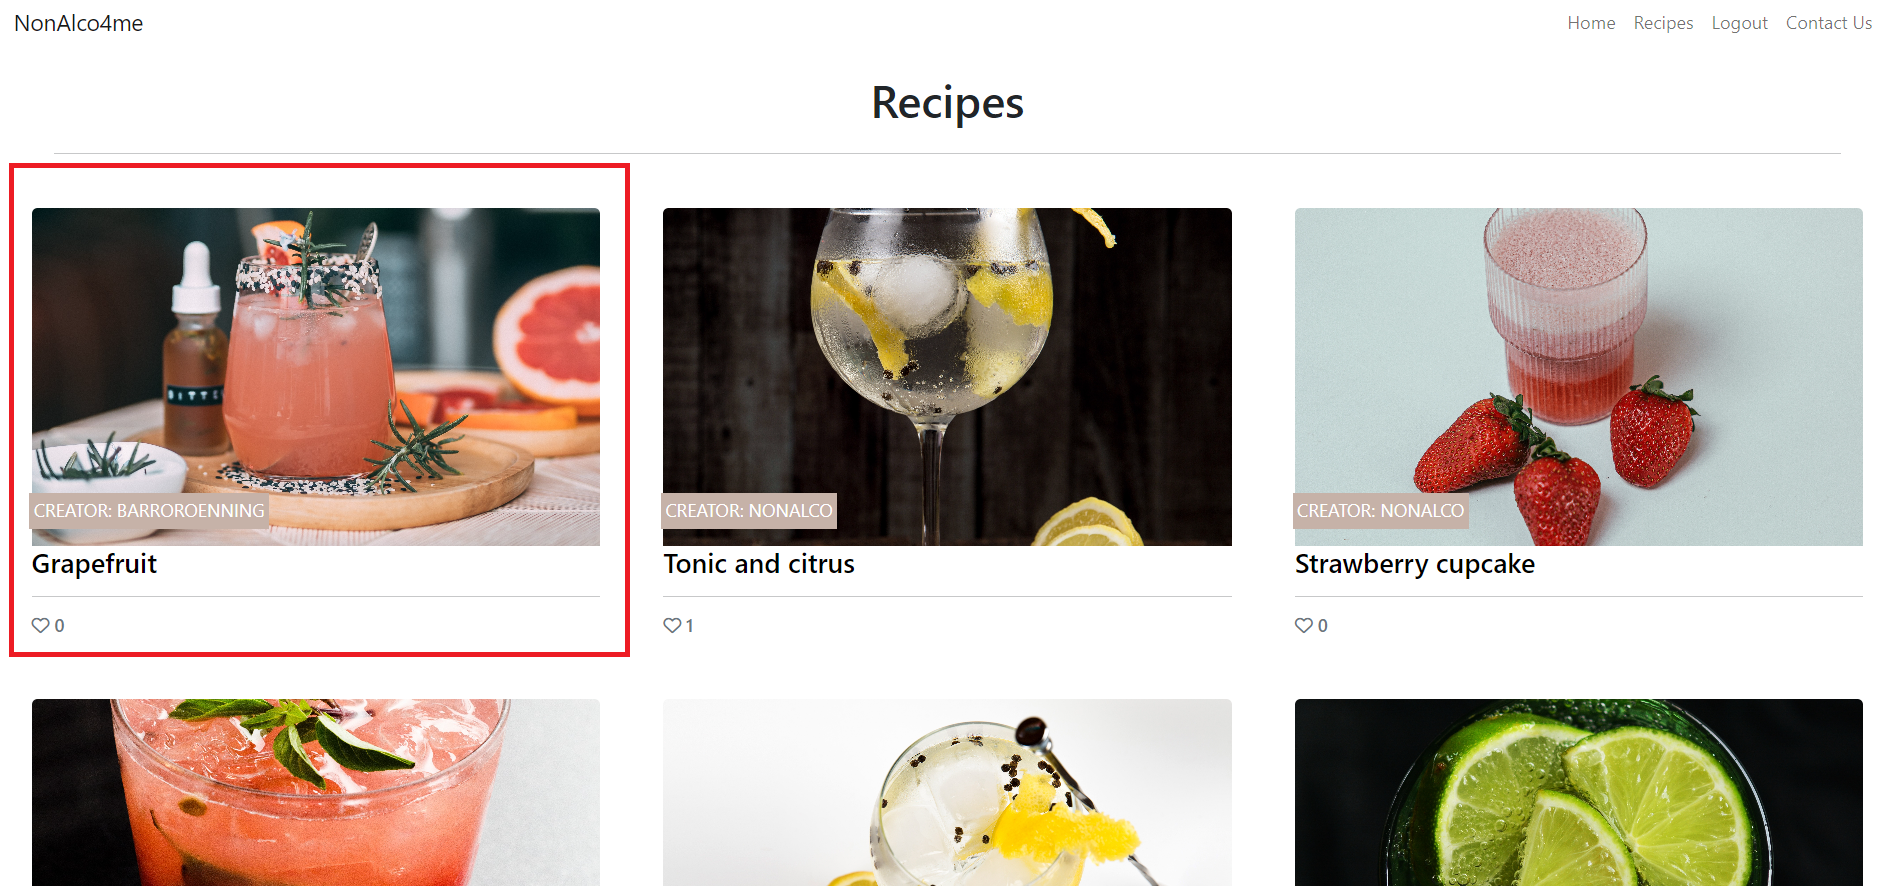 NonAlco4me
Home Recipes Logout Contact Us
Recipes
BITTE
CREATOR: BARROROENNING
CREATOR: NONALCO
CREATOR: NONALCO
Grapefruit
Tonic and citrus
Strawberry cupcake
0
1
0